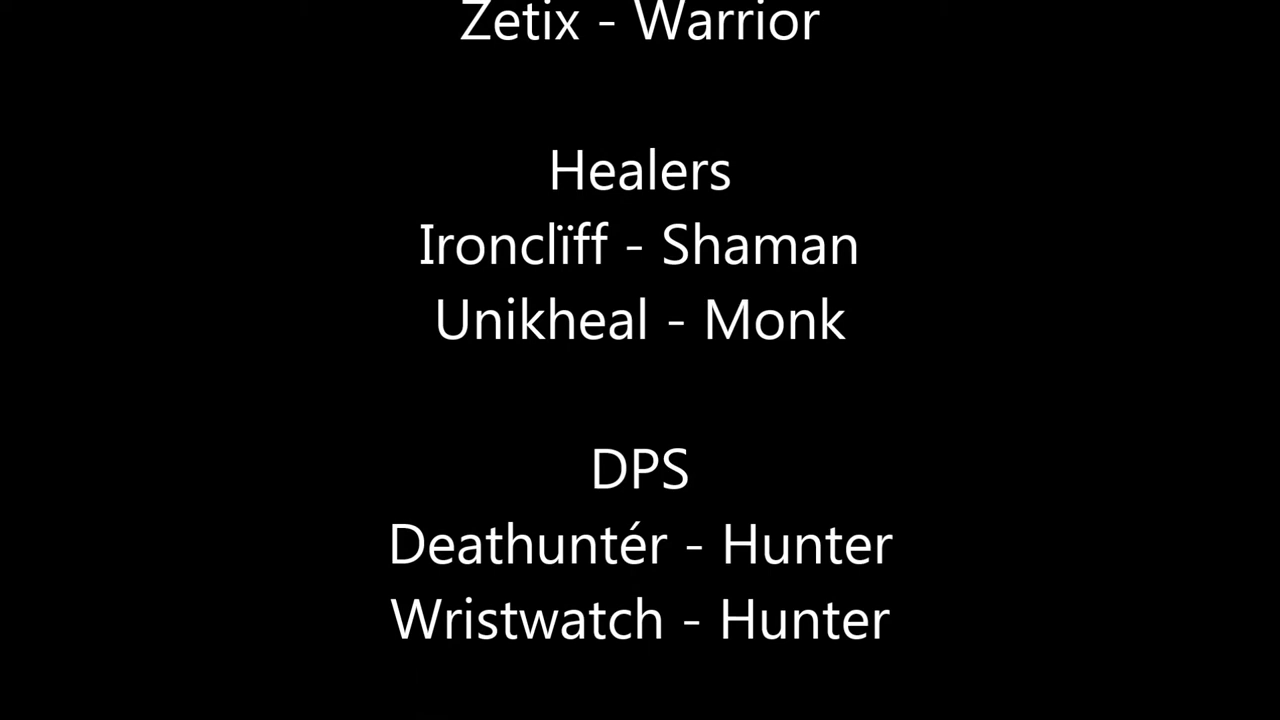 Zetix - Warrior
Healers
Ironclïff - Shaman
Unikheal - Monk
DPS
Deathuntér - Hunter
Wristwatch - Hunter